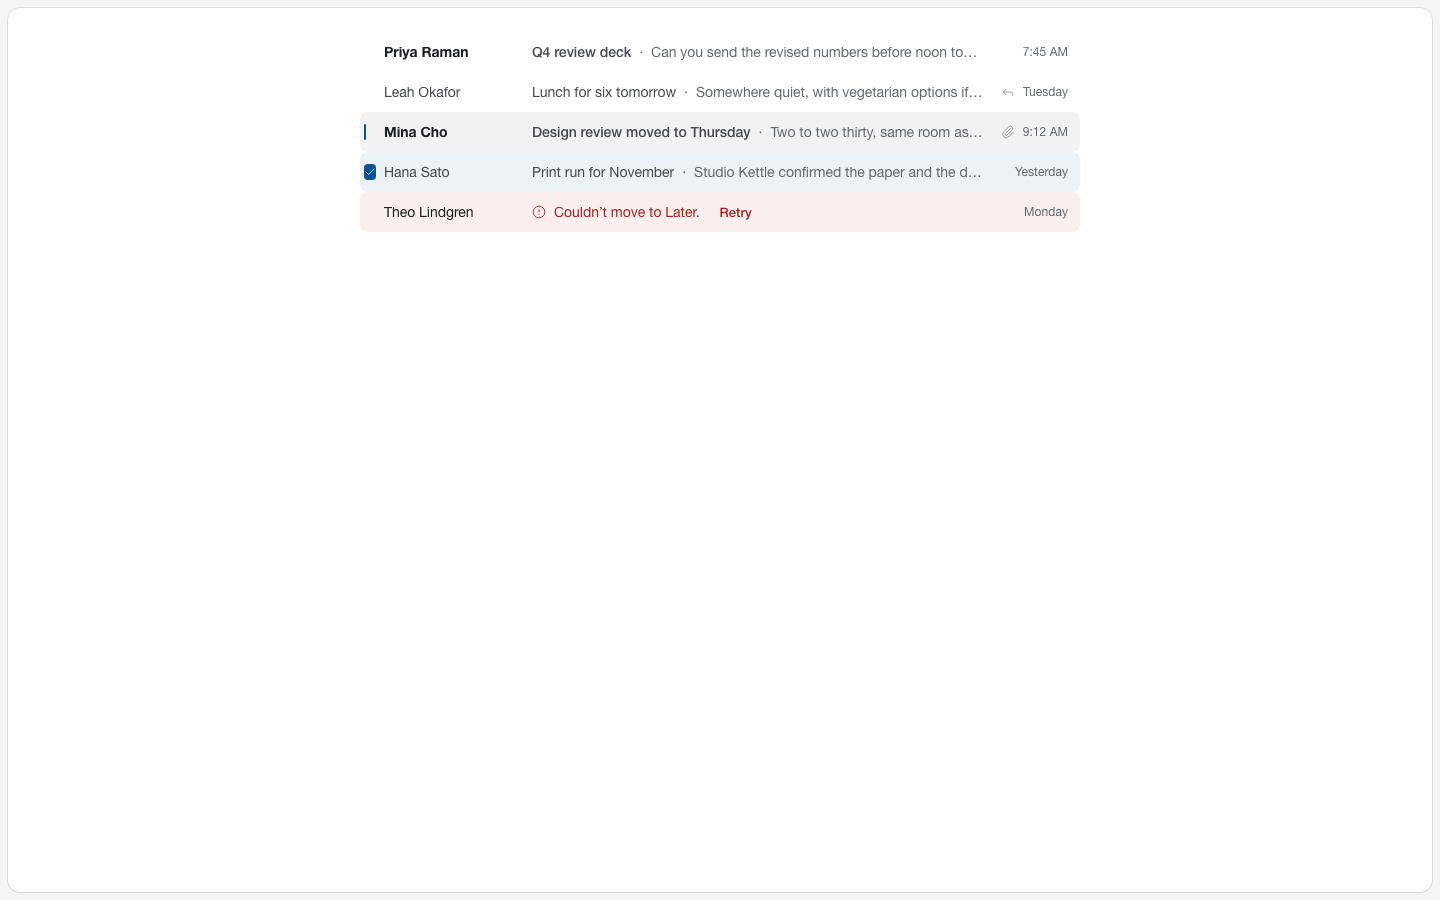 Priya Raman Q4 review deck · Can you send the revised numbers before noon to… 7:45 AM
Leah Okafor Lunch for six tomorrow · Somewhere quiet, with vegetarian options if… Tuesday
Mina Cho Design review moved to Thursday · Two to two thirty, same room as… 9:12 AM
Hana Sato Print run for November · Studio Kettle confirmed the paper and the d… Yesterday
Theo Lindgren Couldn’t move to Later. Retry Monday